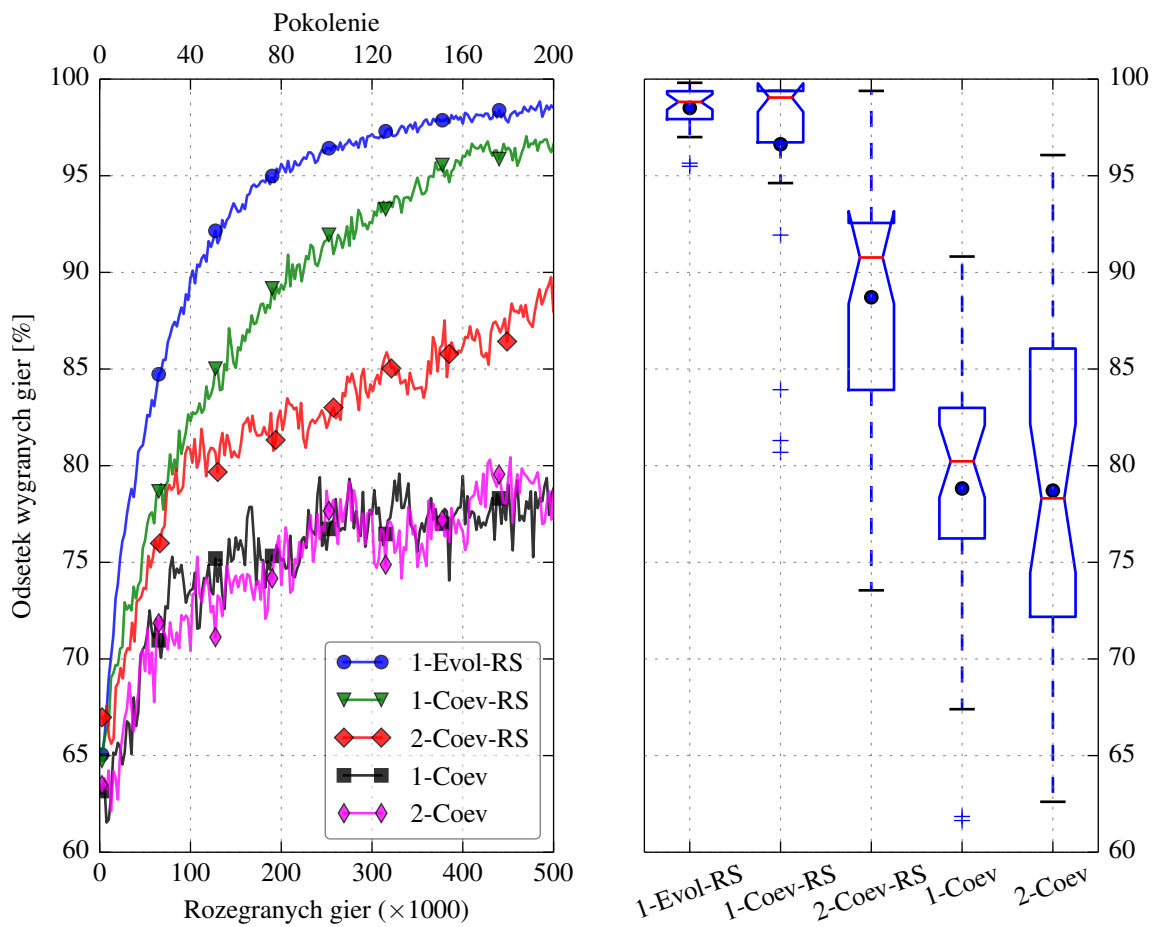 Pokolenie
0 40 80 120 160 200
100
95
90
85
80
75
70
65
60
Odsetek wygranych gier [%]
1-Evol-RS
1-Coev-RS
2-Coev-RS
1-Coev
2-Coev
0 100 200 300 400 500
Rozegranych gier (×1000)
100
95
90
85
80
75
70
65
60
1-Evol-RS
1-Coev-RS
2-Coev-RS
1-Coev
2-Coev